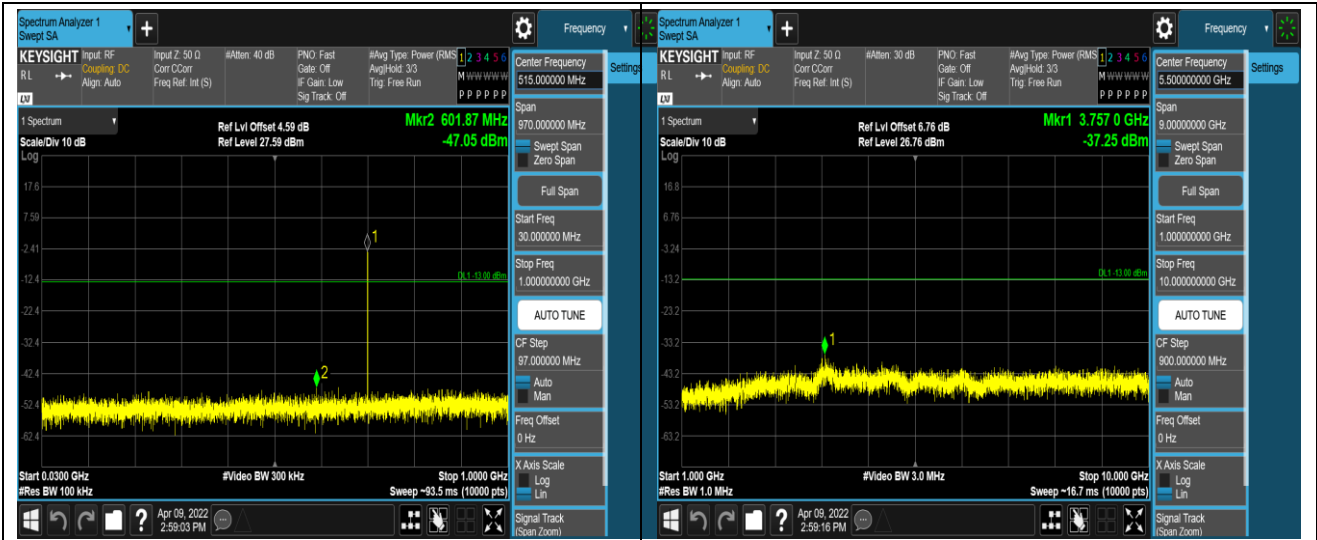 Spectrum Analyzer 1
Swept SA
+
Frequency
KEYSIGHT Input: RF Input Z: 50 Ω #Atten: 40 dB PNO: Fast #Avg Type: Power (RMS 1 2 3 4 5 6
RL Coupling: DC Corr CCorr Gate: Off Avg|Hold: 3/3 M W W W W W
Align: Auto Freq Ref: Int (S) IF Gain: Low Trig: Free Run
Sig Track: Off P P P P P P
LXI
1 Spectrum
Ref Lvl Offset 4.59 dB Mkr2 601.87 MHz
Scale/Div 10 dB Ref Level 27.59 dBm -47.05 dBm
Log
17.6
7.59
-2.41
-12.4
-22.4
-32.4
-42.4
-52.4
-62.4
1
DL1 -13.00 dBm
2
Start 0.0300 GHz #Video BW 300 kHz Stop 1.0000 GHz
#Res BW 100 kHz Sweep ~93.5 ms (10000 pts)
Center Frequency
515.000000 MHz
Settings
Span
970.000000 MHz
Swept Span
Zero Span
Full Span
Start Freq
30.000000 MHz
Stop Freq
1.000000000 GHz
AUTO TUNE
CF Step
97.000000 MHz
Auto
Man
Freq Offset
0 Hz
X Axis Scale
Log
Lin
Signal Track
(Span Zoom)
?
Apr 09, 2022
2:59:03 PM
Spectrum Analyzer 1
Swept SA
+
Frequency
KEYSIGHT Input: RF Input Z: 50 Ω #Atten: 30 dB PNO: Fast #Avg Type: Power (RMS 1 2 3 4 5 6
RL Coupling: DC Corr CCorr Gate: Off Avg|Hold: 3/3 M W W W W W
Align: Auto Freq Ref: Int (S) IF Gain: Low Trig: Free Run
Sig Track: Off P P P P P P
LXI
1 Spectrum
Ref Lvl Offset 6.76 dB Mkr1 3.757 0 GHz
Scale/Div 10 dB Ref Level 26.76 dBm -37.25 dBm
Log
16.8
6.76
-3.24
-13.2
-23.2
-33.2
-43.2
-53.2
-63.2
DL1 -13.00 dBm
1
Start 1.000 GHz #Video BW 3.0 MHz Stop 10.000 GHz
#Res BW 1.0 MHz Sweep ~16.7 ms (10000 pts)
Center Frequency
5.500000000 GHz
Settings
Span
9.00000000 GHz
Swept Span
Zero Span
Full Span
Start Freq
1.000000000 GHz
Stop Freq
10.000000000 GHz
AUTO TUNE
CF Step
900.000000 MHz
Auto
Man
Freq Offset
0 Hz
X Axis Scale
Log
Lin
Signal Track
(Span Zoom)
?
Apr 09, 2022
2:59:16 PM